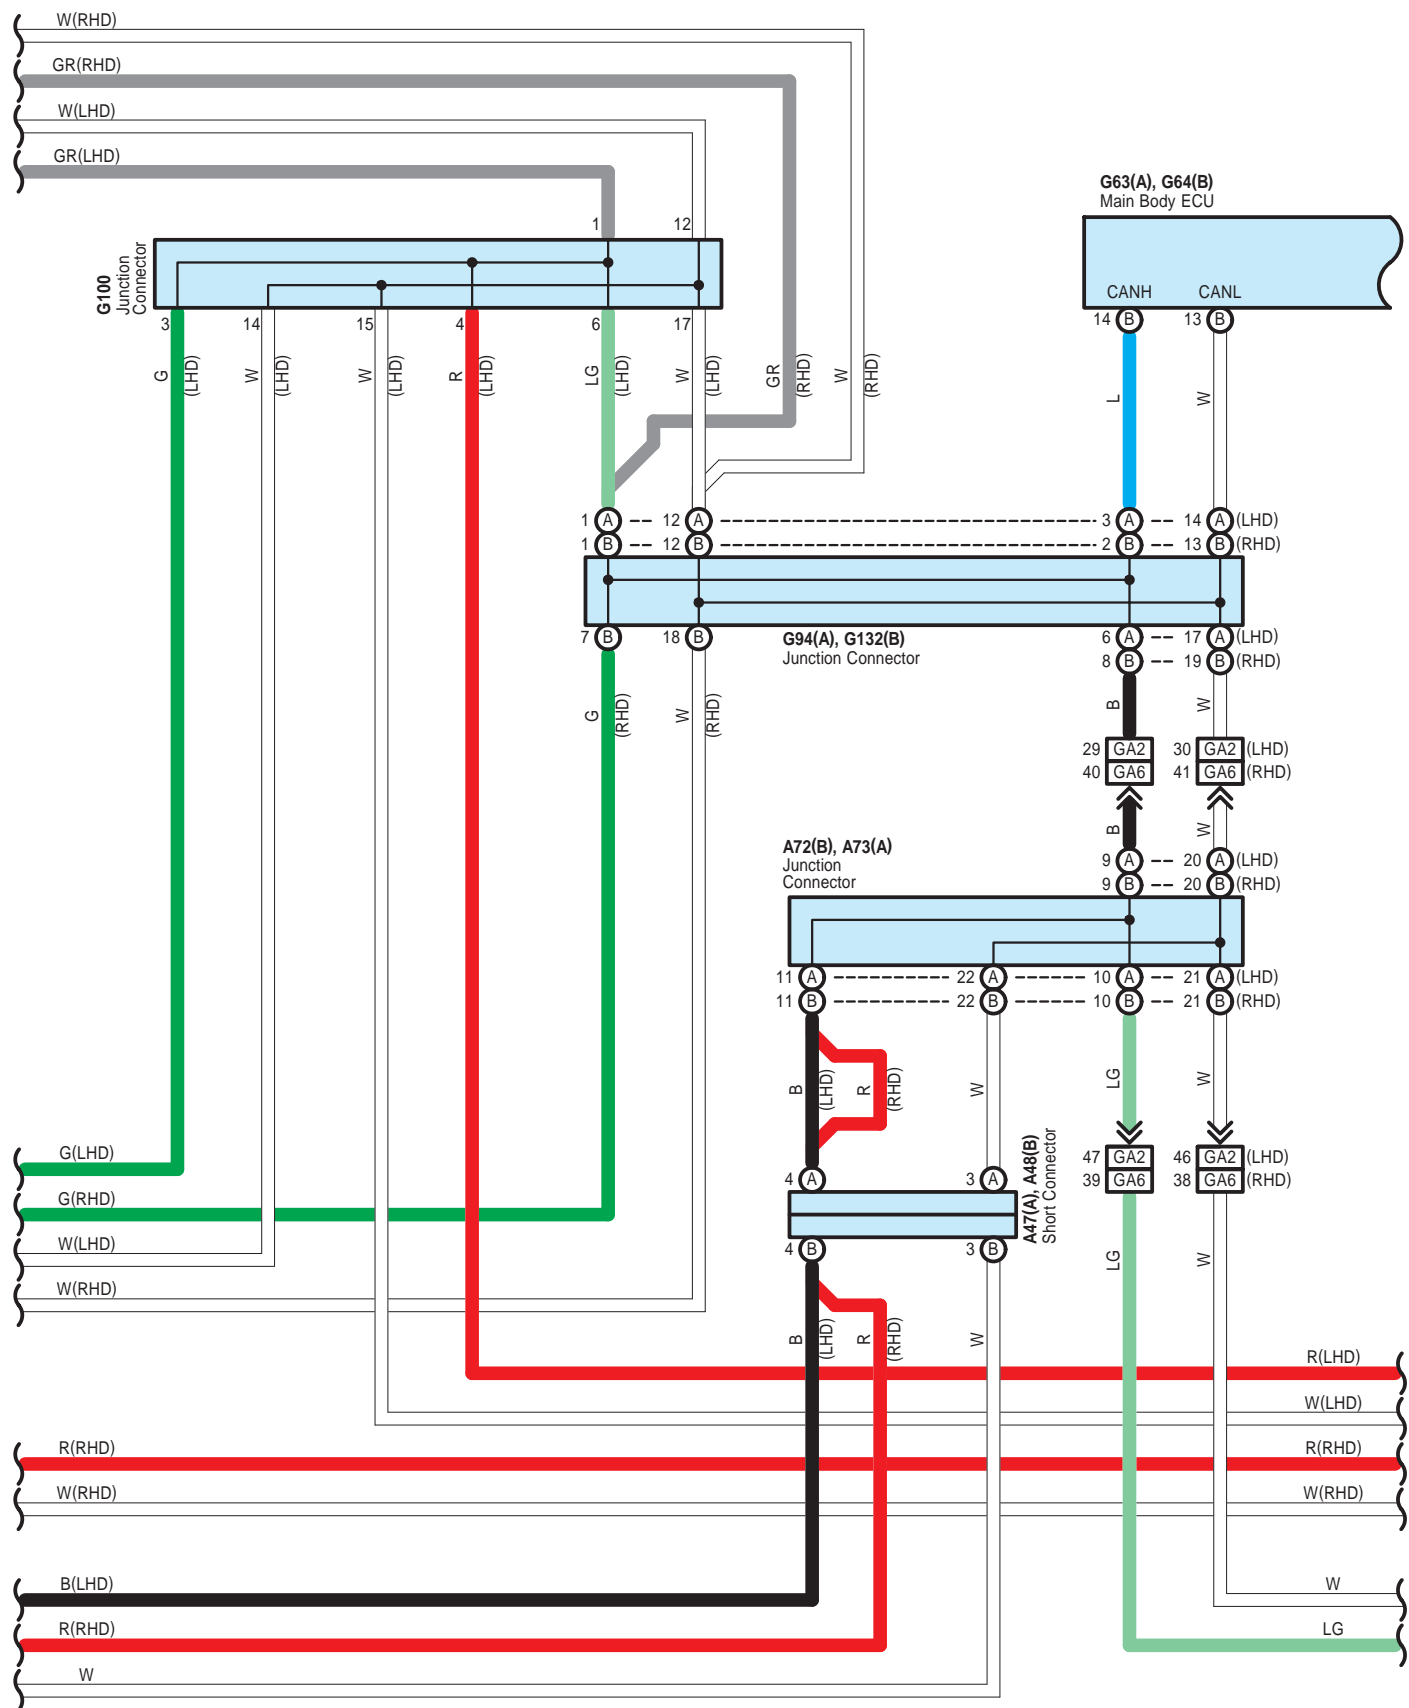 W(RHD)
GR(RHD)
W(LHD)
GR(LHD)
G63(A), G64(B)
Main Body ECU
1 12
G100
Junction
Connector
CANH CANL
3 14 15 4 6 17
14 B 13 B
G (LHD)
W (LHD)
W (LHD)
R (LHD)
LG (LHD)
W (LHD)
GR (RHD)
W (RHD)
L
W
1 A 12 A 3 A 14 A (LHD)
1 B 12 B 2 B 13 B (RHD)
7 B 18 B
G94(A), G132(B)
Junction Connector
6 A 17 A (LHD)
8 B 19 B (RHD)
G (RHD)
W (RHD)
B
W
29 GA2 30 GA2 (LHD)
40 GA6 41 GA6 (RHD)
B
W
A72(B), A73(A)
Junction
Connector
9 A 20 A (LHD)
9 B 20 B (RHD)
11 A 22 A 10 A 21 A (LHD)
11 B 22 B 10 B 21 B (RHD)
B (LHD)
R (RHD)
W
LG
W
G(LHD)
47 GA2 46 GA2 (LHD)
39 GA6 38 GA6 (RHD)
4 A 3 A
A47(A), A48(B)
Short Connector
G(RHD)
W(LHD)
4 B 3 B
LG
W
W(RHD)
B (LHD)
R (RHD)
W
R(LHD)
W(LHD)
R(RHD) R(RHD)
W(RHD) W(RHD)
B(LHD) W
R(RHD) LG
W